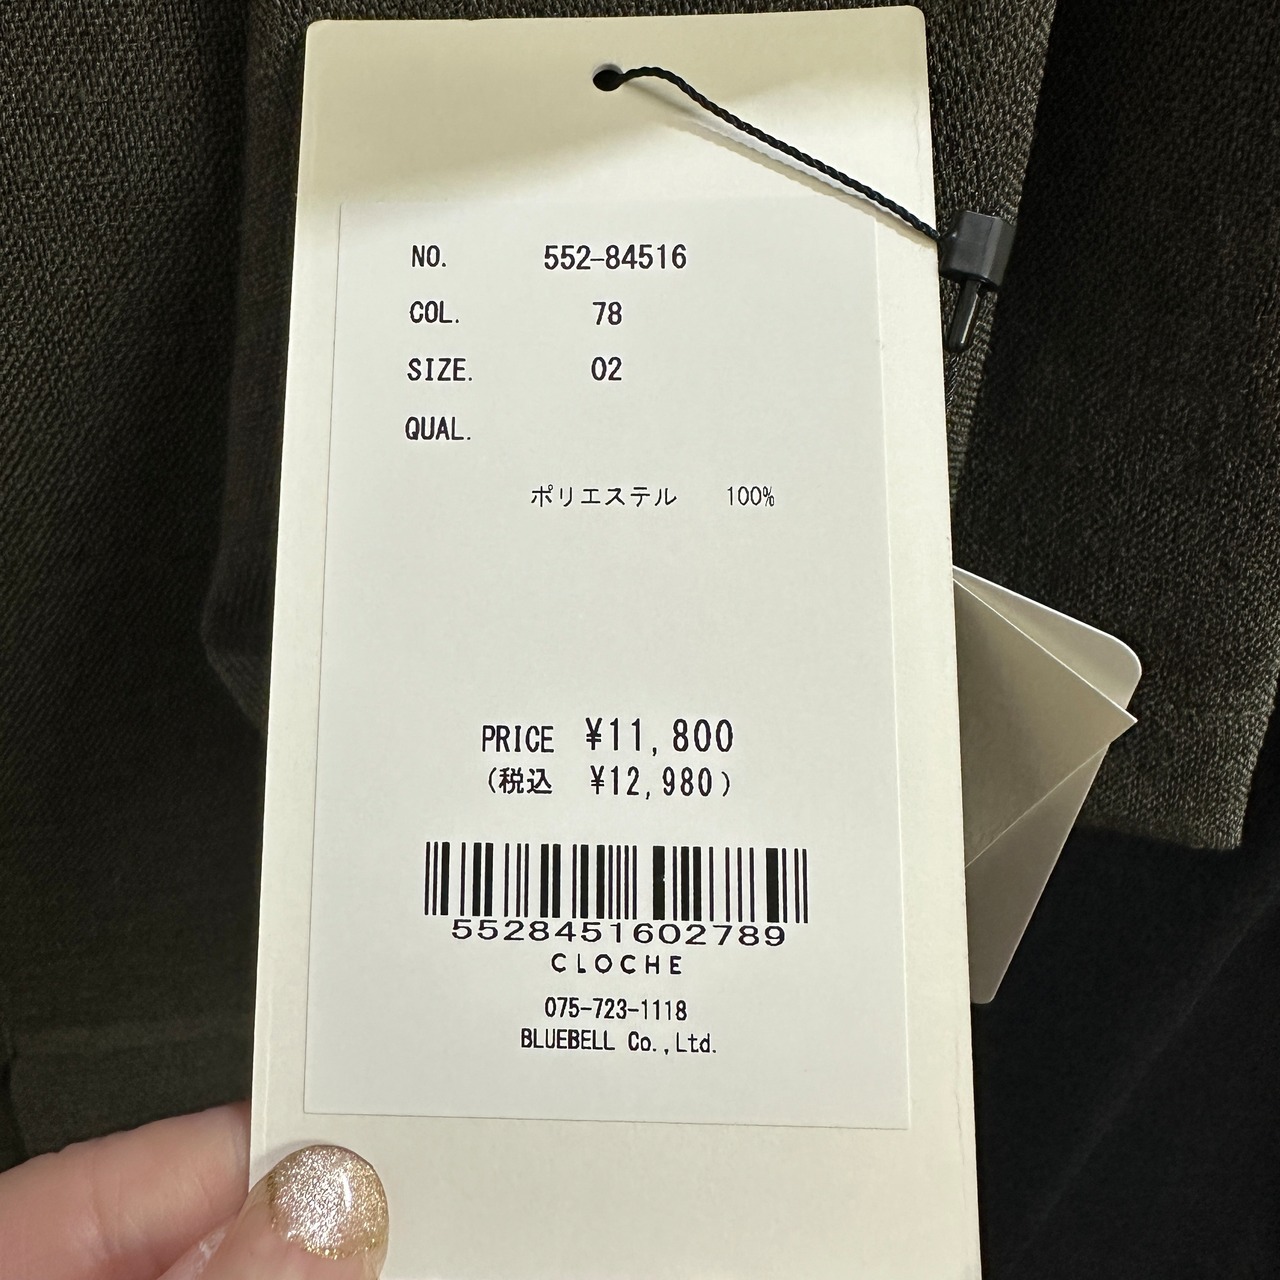 NO. 552-84516
COL. 78
SIZE. 02
QUAL.
ポリエステル 100%
PRICE ¥11,800
(税込 ¥12,980)
5528451602789
CLOCHE
075-723-1118
BLUEBELL Co.,Ltd.